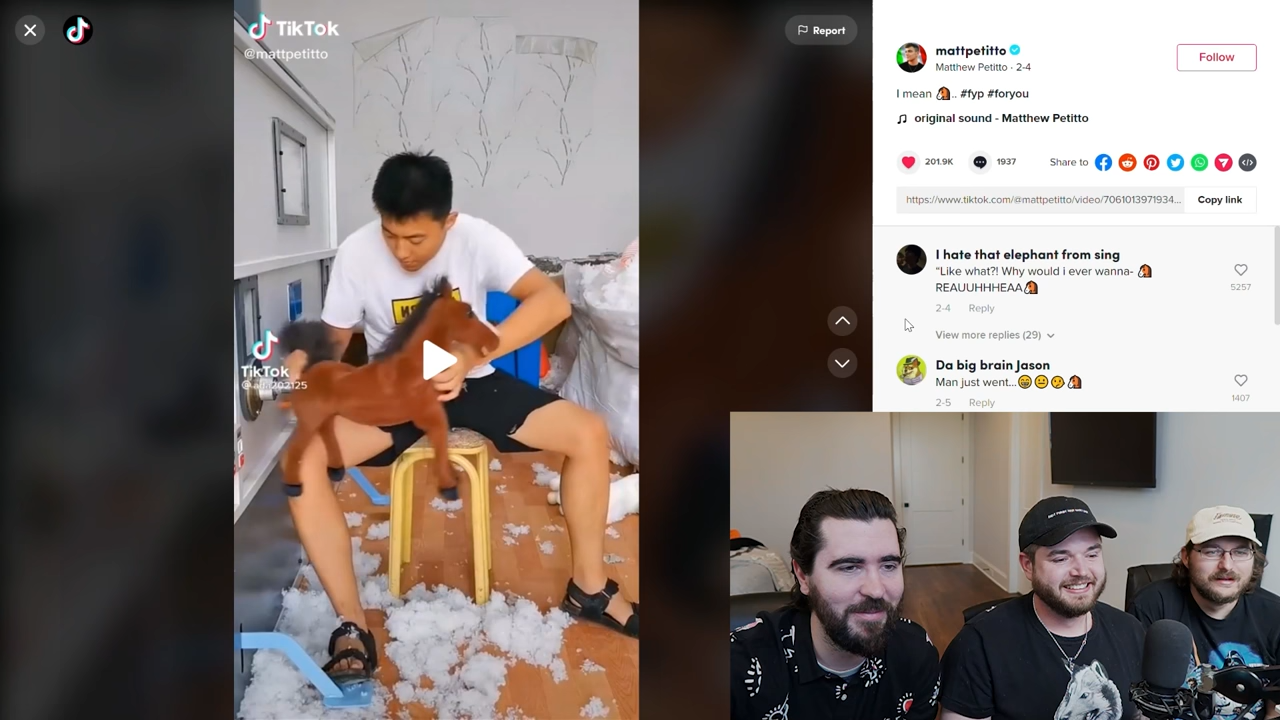 TikTok
@mattpetitto
Report
mattpetitto
Matthew Petitto · 2-4
Follow
I mean 🐴.. #fyp #foryou
original sound - Matthew Petitto
201.9K
1937
Share to
https://www.tiktok.com/@mattpetitto/video/7061013971934...
Copy link
I hate that elephant from sing
"Like what?! Why would i ever wanna- 🐴
REAUUHHHEAA🐴
5257
2-4 Reply
View more replies (29)
Da big brain Jason
Man just went...😁😐🤔🐴
2-5 Reply
1407
TikTok